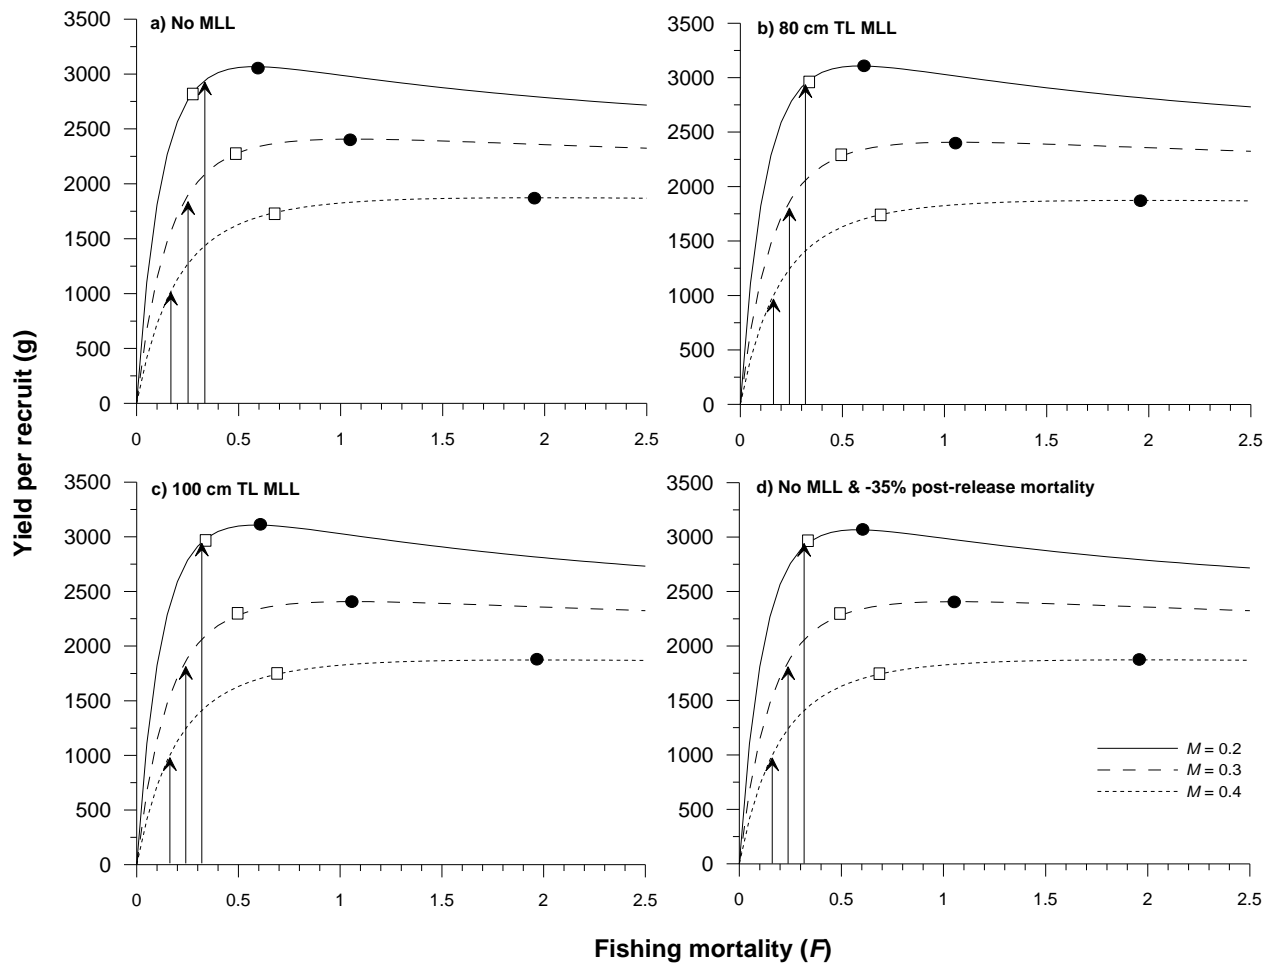 a) No MLL
3500
3000
2500
2000
1500
1000
500
0
0 0.5 1 1.5 2 2.5
b) 80 cm TL MLL
3500
3000
2500
2000
1500
1000
500
0
0 0.5 1 1.5 2 2.5
Yield per recruit (g)
c) 100 cm TL MLL
3500
3000
2500
2000
1500
1000
500
0
0 0.5 1 1.5 2 2.5
d) No MLL & -35% post-release mortality
3500
3000
2500
2000
1500
1000
500
0
M = 0.2
M = 0.3
M = 0.4
0 0.5 1 1.5 2 2.5
Fishing mortality (F)